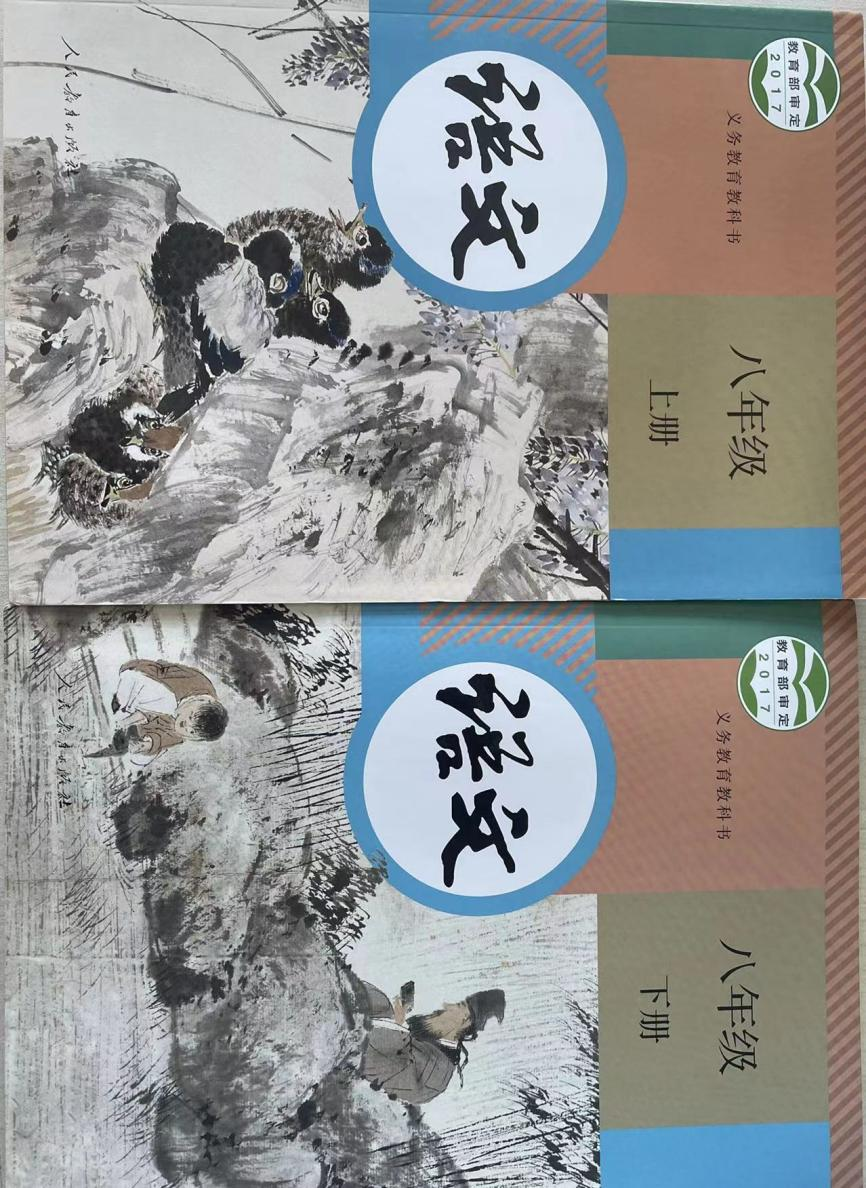 教育部审定
2017
义务教育教科书
八年级
上册
语文
人民教育出版社
教育部审定
2017
义务教育教科书
八年级
下册
语文
人民教育出版社